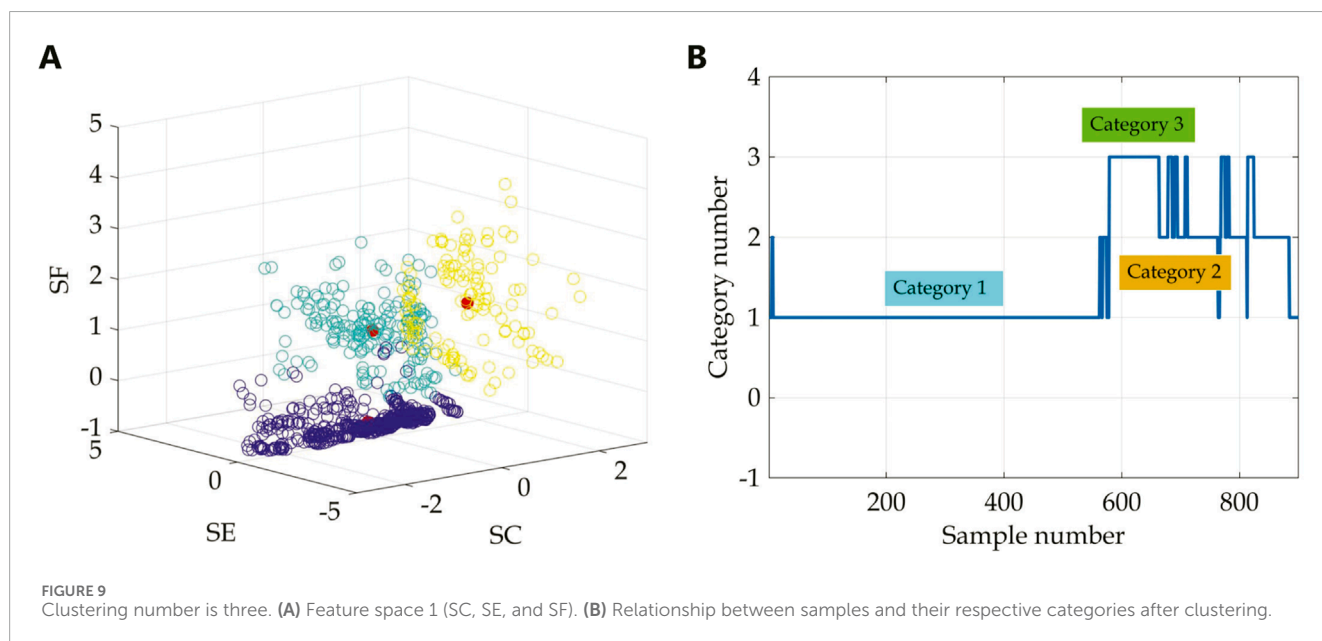 A
5
4
3
2
1
0
-1
SF
5
0
-5
SE
-2
0
2
SC
B
4
3
2
1
0
-1
Category number
Category 3
Category 2
Category 1
200
400
600
800
Sample number
FIGURE 9
Clustering number is three. (A) Feature space 1 (SC, SE, and SF). (B) Relationship between samples and their respective categories after clustering.